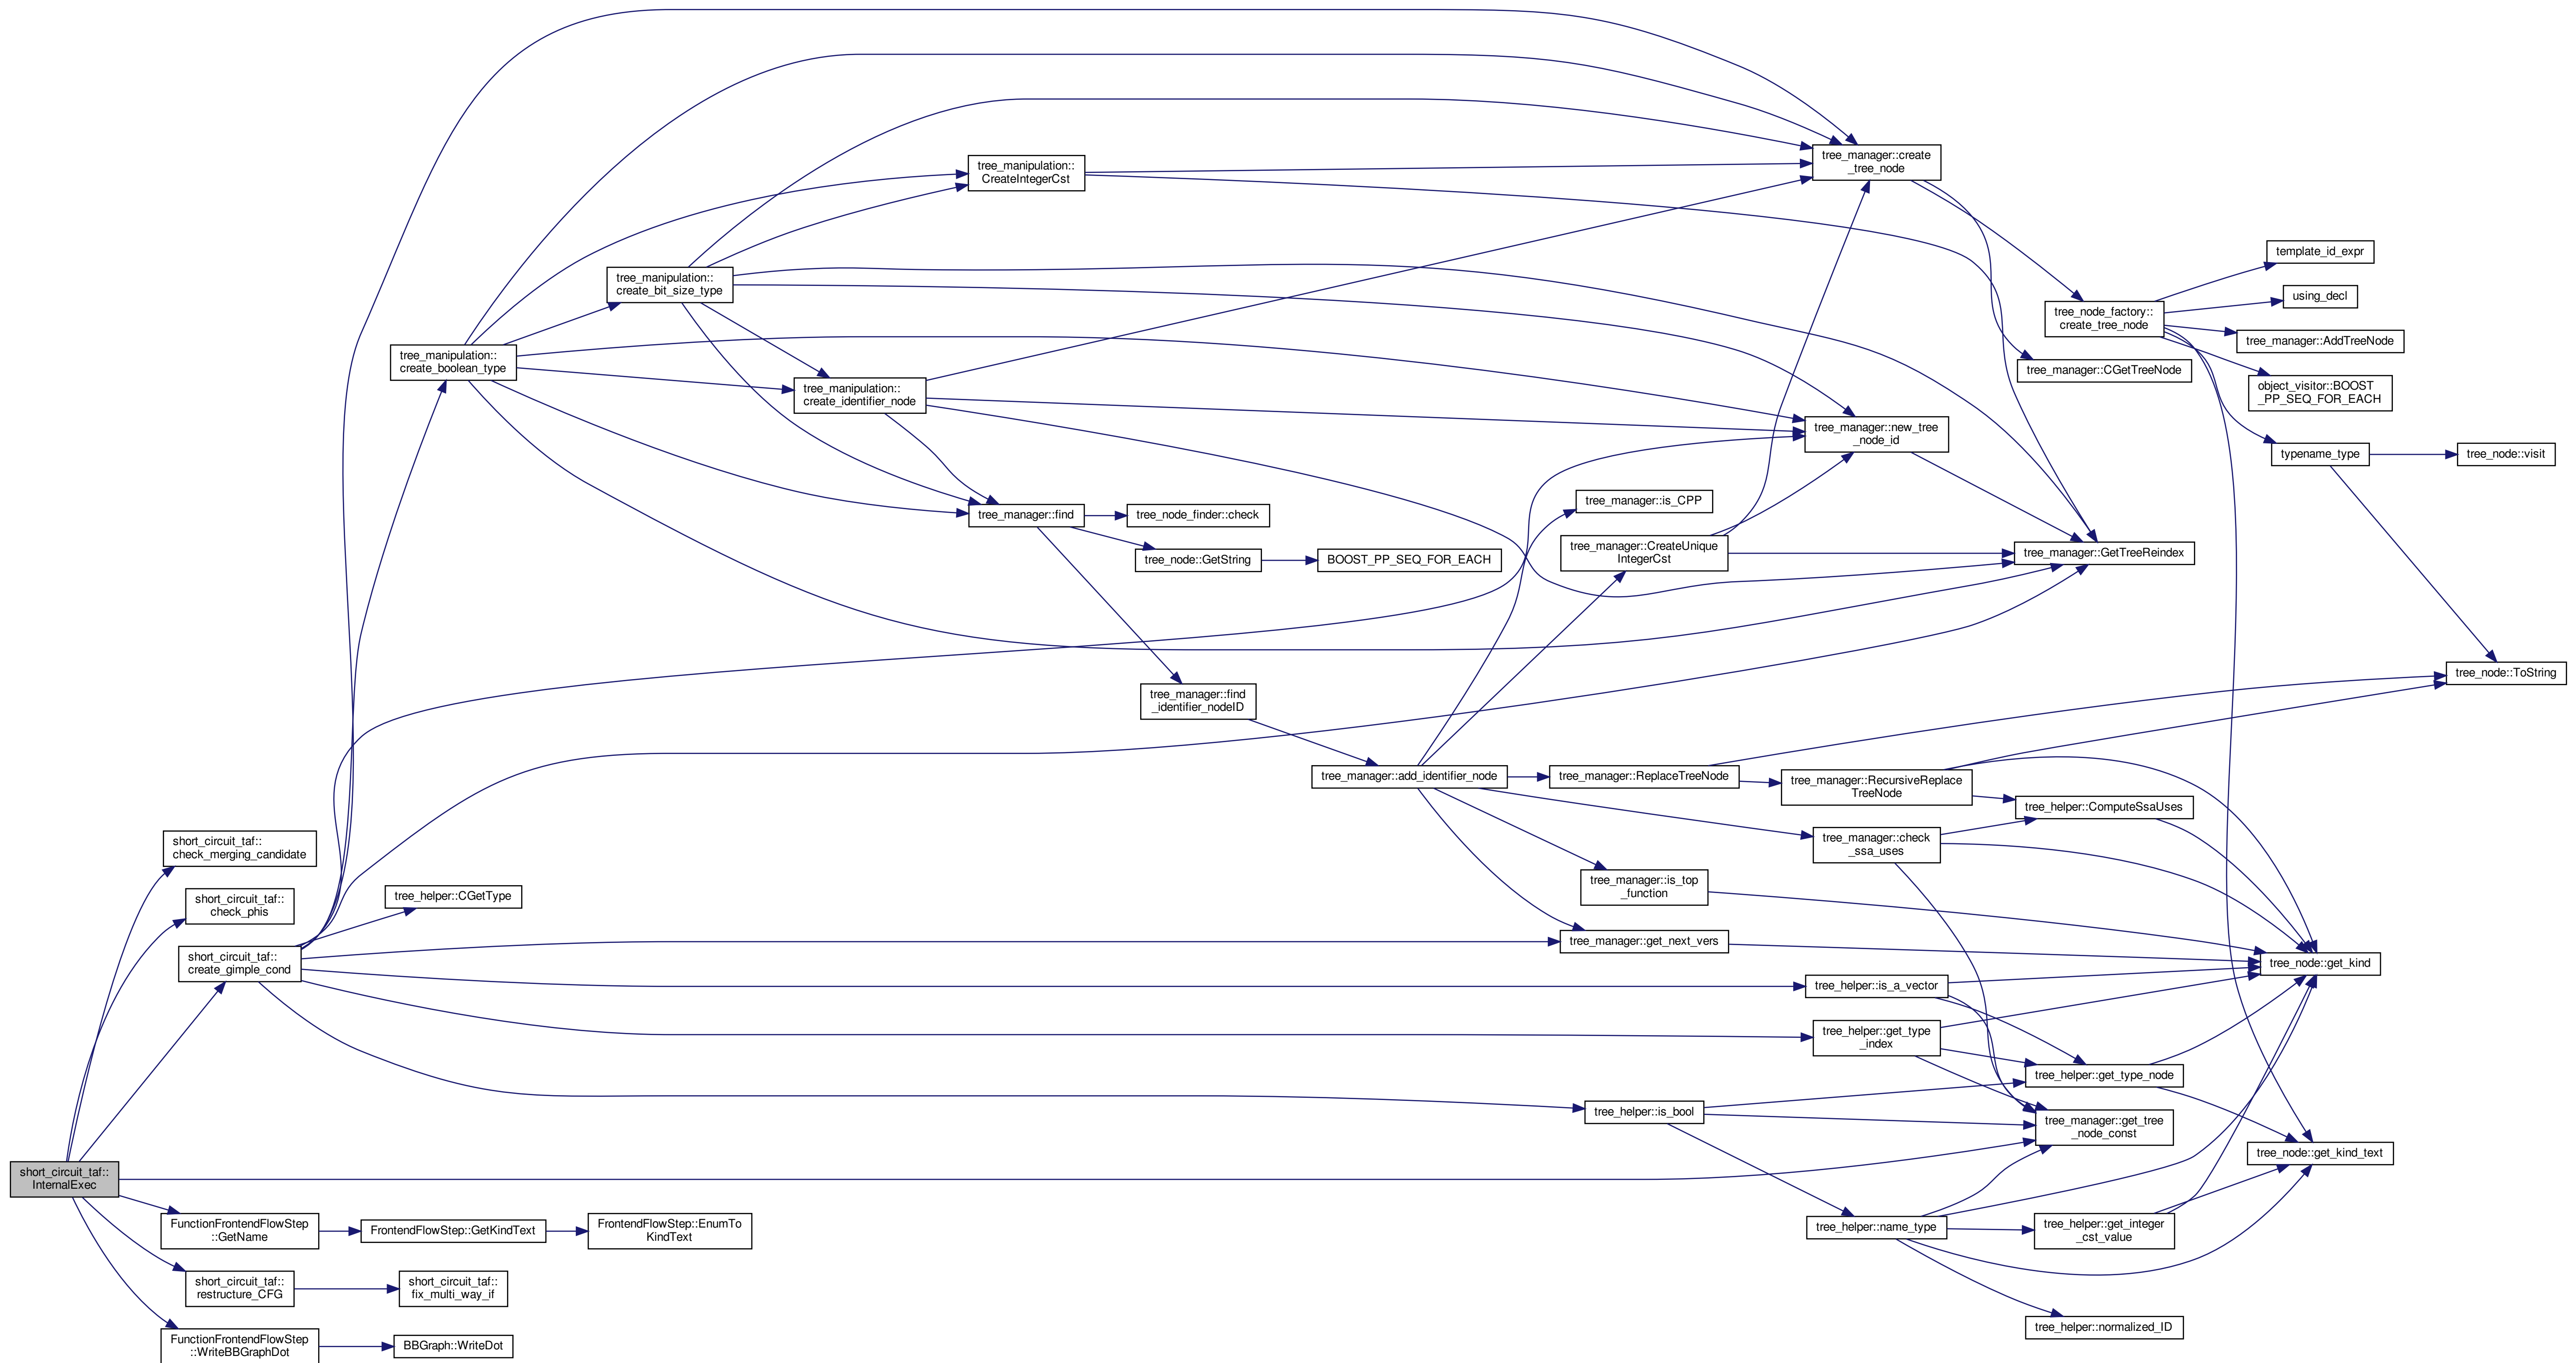 short_circuit_taf::
InternalExec
short_circuit_taf::
check_merging_candidate
short_circuit_taf::
check_phis
short_circuit_taf::
create_gimple_cond
FunctionFrontendFlowStep
::GetName
short_circuit_taf::
restructure_CFG
FunctionFrontendFlowStep
::WriteBBGraphDot
tree_manipulation::
create_boolean_type
tree_helper::CGetType
FrontendFlowStep::GetKindText
short_circuit_taf::
fix_multi_way_if
BBGraph::WriteDot
tree_manipulation::
create_bit_size_type
FrontendFlowStep::EnumTo
KindText
tree_manipulation::
create_identifier_node
tree_manipulation::
CreateIntegerCst
tree_manager::find
tree_node_finder::check
tree_node::GetString
tree_manager::find
_identifier_nodeID
BOOST_PP_SEQ_FOR_EACH
tree_manager::add_identifier_node
tree_manager::is_CPP
tree_manager::CreateUnique
IntegerCst
tree_manager::ReplaceTreeNode
tree_manager::is_top
_function
tree_manager::get_next_vers
tree_helper::is_bool
tree_manager::create
_tree_node
tree_manager::new_tree
_node_id
tree_manager::RecursiveReplace
TreeNode
tree_manager::check
_ssa_uses
tree_helper::is_a_vector
tree_helper::get_type
_index
tree_helper::name_type
tree_node_factory::
create_tree_node
tree_manager::CGetTreeNode
tree_manager::GetTreeReindex
tree_helper::ComputeSsaUses
tree_helper::get_type_node
tree_manager::get_tree
_node_const
tree_helper::get_integer
_cst_value
tree_helper::normalized_ID
template_id_expr
using_decl
tree_manager::AddTreeNode
object_visitor::BOOST
_PP_SEQ_FOR_EACH
typename_type
tree_node::get_kind
tree_node::get_kind_text
tree_node::visit
tree_node::ToString